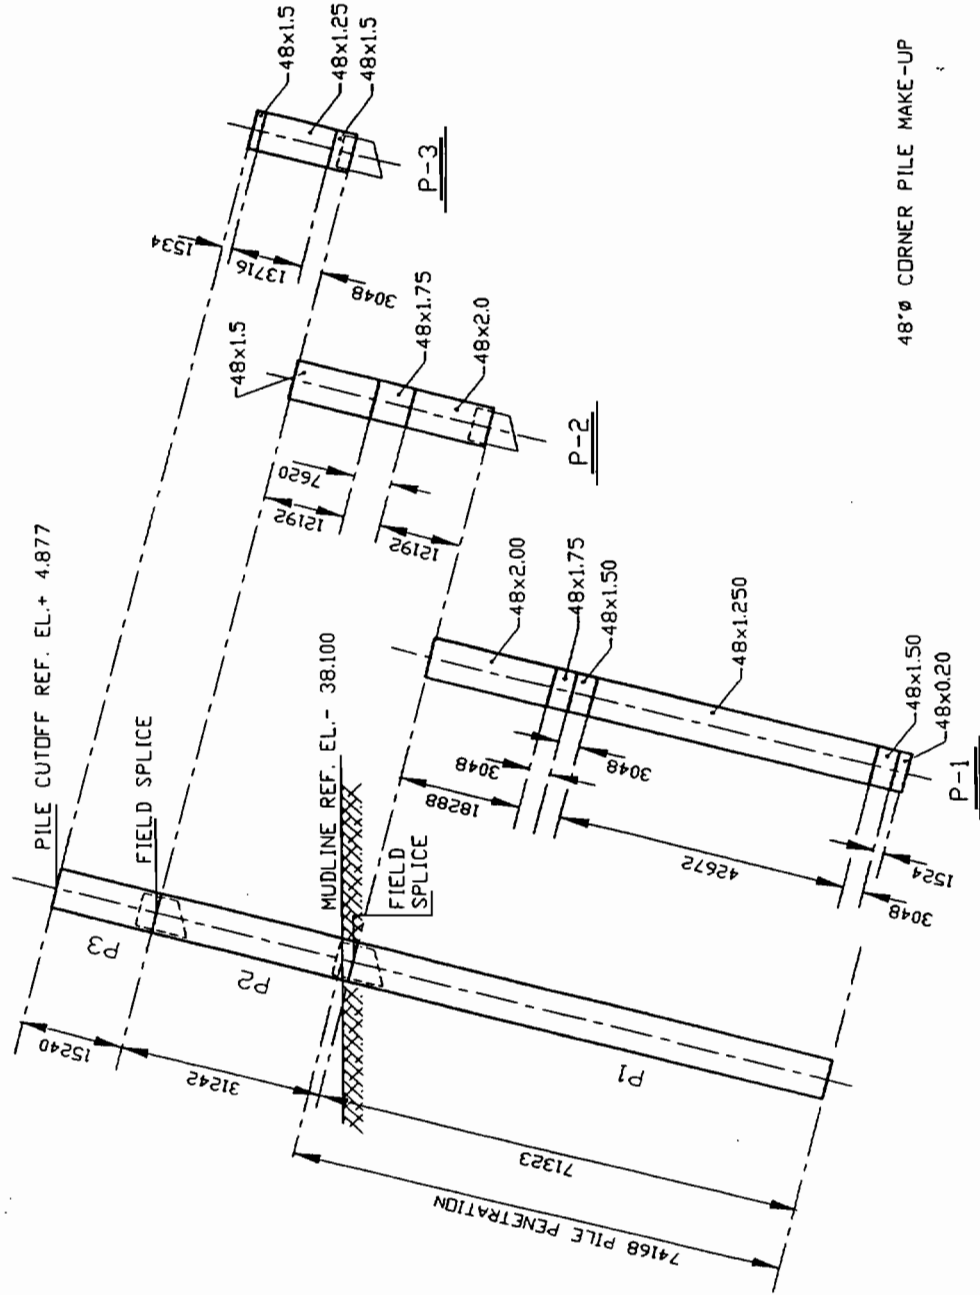 PILE CUTOFF REF. EL.+ 4.877
FIELD SPLICE
MUDLINE REF. EL.- 38.100
FIELD
SPLICE
P3
P2
P1
15240
31242
71323
74168 PILE PENETRATION
48x1.5
48x1.25
48x1.5
1534
13716
3048
P-3
48x1.5
48x1.75
48x2.0
7620
12192
12192
P-2
48x2.00
48x1.75
48x1.50
48x1.250
48x1.50
48x0.20
18288
3048
3048
42672
1524
3048
P-1
48"ø CORNER PILE MAKE-UP